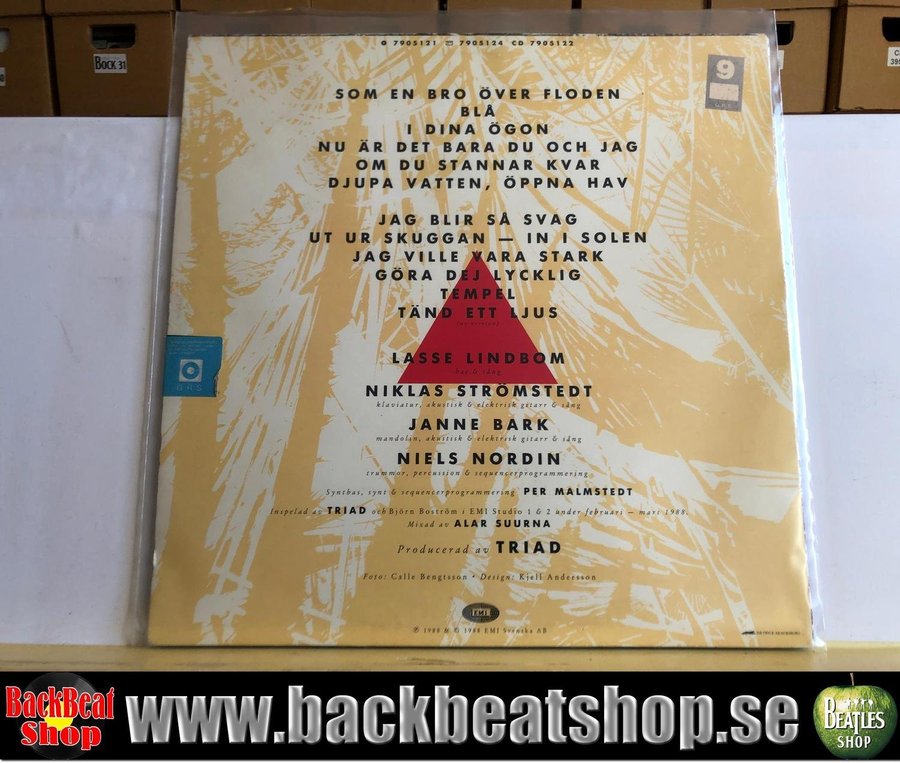 BOCK 31
7905121 7905124 CD 7905122
9
G.R.S
SOM EN BRO ÖVER FLODEN
BLÅ
I DINA ÖGON
NU ÄR DET BARA DU OCH JAG
OM DU STANNAR KVAR
DJUPA VATTEN, ÖPPNA HAV
JAG BLIR SÅ SVAG
UT UR SKUGGAN — IN I SOLEN
JAG VILLE VARA STARK
GÖRA DEJ LYCKLIG
TEMPEL
TÄND ETT LJUS
(ny version)
G.R.S
LASSE LINDBOM
bas & sång
NIKLAS STRÖMSTEDT
klaviatur, akustisk & elektrisk gitarr & sång
JANNE BARK
mandolin, akustisk & elektrisk gitarr & sång
NIELS NORDIN
trummor, percussion & sequencerprogrammering
Syntbas, synt & sequencerprogrammering PER MALMSTEDT
Inspelad av TRIAD och Björn Boström i EMI Studio 1 & 2 under februari – mars 1988.
Mixad av ALAR SUURNA
Producerad av TRIAD
Foto: Calle Bengtsson • Design: Kjell Andersson
EMI
℗ 1988 & © 1988 EMI Svenska AB
BackBeat Shop
www.backbeatshop.se
BEATLES
SHOP